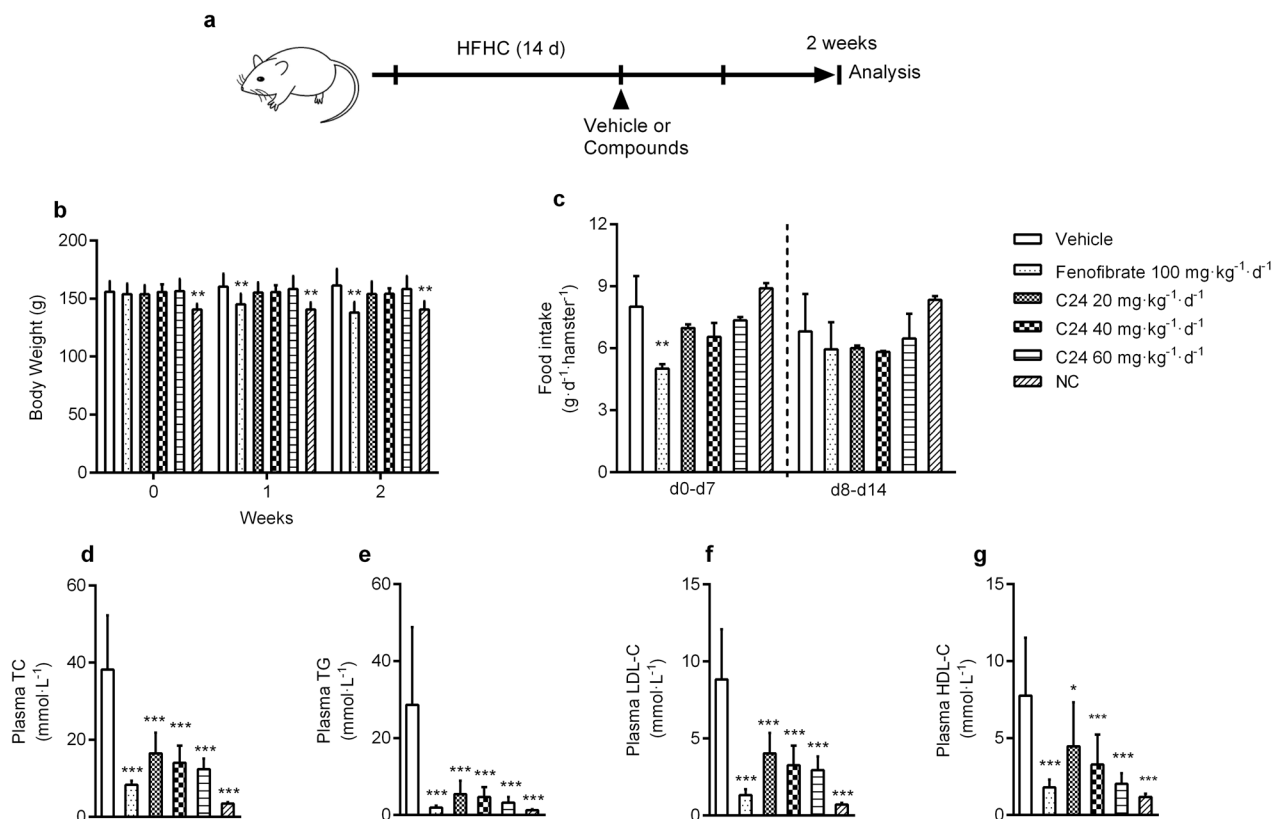 a
HFHC (14 d)
2 weeks
Analysis
Vehicle or
Compounds
b
Body Weight (g)
200
150
100
50
0
** ** ** ** **
0 1 2
Weeks
c
Food intake
(g·d⁻¹·hamster⁻¹)
12
9
6
3
0
**
d0-d7 d8-d14
Vehicle
Fenofibrate 100 mg·kg⁻¹·d⁻¹
C24 20 mg·kg⁻¹·d⁻¹
C24 40 mg·kg⁻¹·d⁻¹
C24 60 mg·kg⁻¹·d⁻¹
NC
d
Plasma TC
(mmol·L⁻¹)
60
40
20
0
*** *** *** *** ***
e
Plasma TG
(mmol·L⁻¹)
60
40
20
0
*** *** *** *** ***
f
Plasma LDL-C
(mmol·L⁻¹)
15
10
5
0
*** *** *** *** ***
g
Plasma HDL-C
(mmol·L⁻¹)
15
10
5
0
*** * *** *** ***